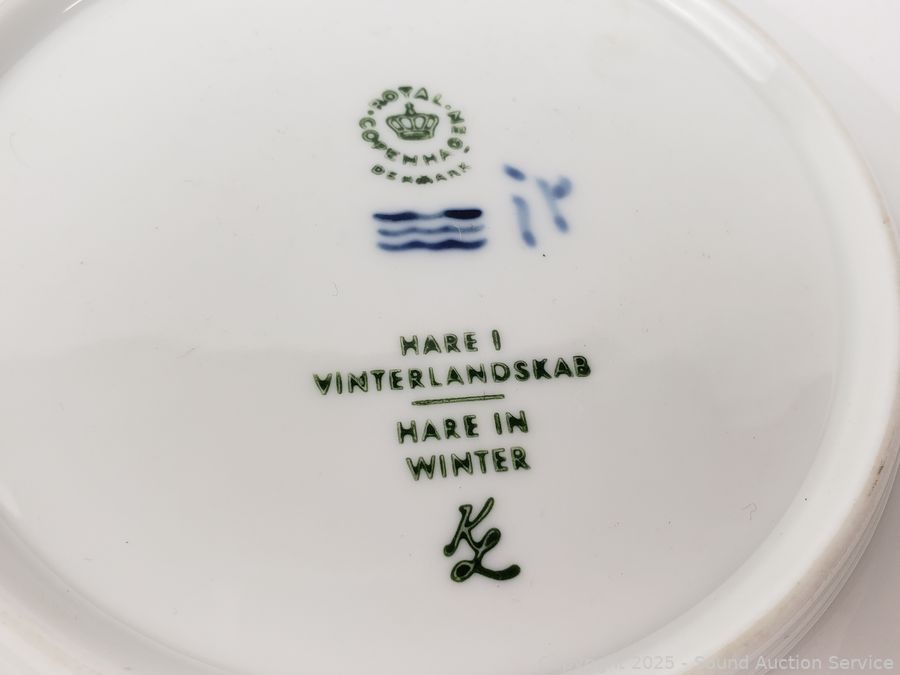 ROYAL COPENHAGEN
DENMARK
HARE I
VINTERLANDSKAB
HARE IN
WINTER
KL
Copyright 2025 - Sound Auction Service